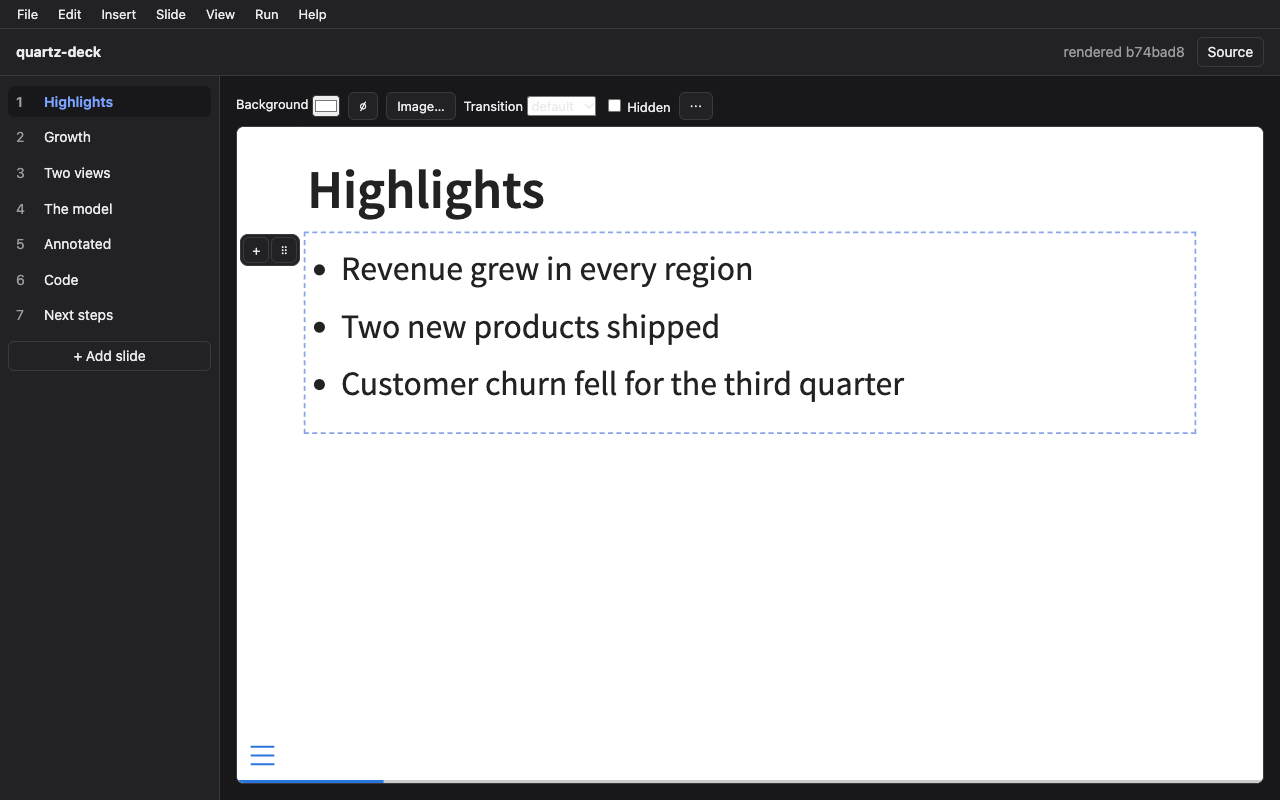 File Edit Insert Slide View Run Help
quartz-deck
rendered b74bad8 Source
1 Highlights
2 Growth
3 Two views
4 The model
5 Annotated
6 Code
7 Next steps
+ Add slide
Background Image... Transition default Hidden ...
Highlights
Revenue grew in every region
Two new products shipped
Customer churn fell for the third quarter